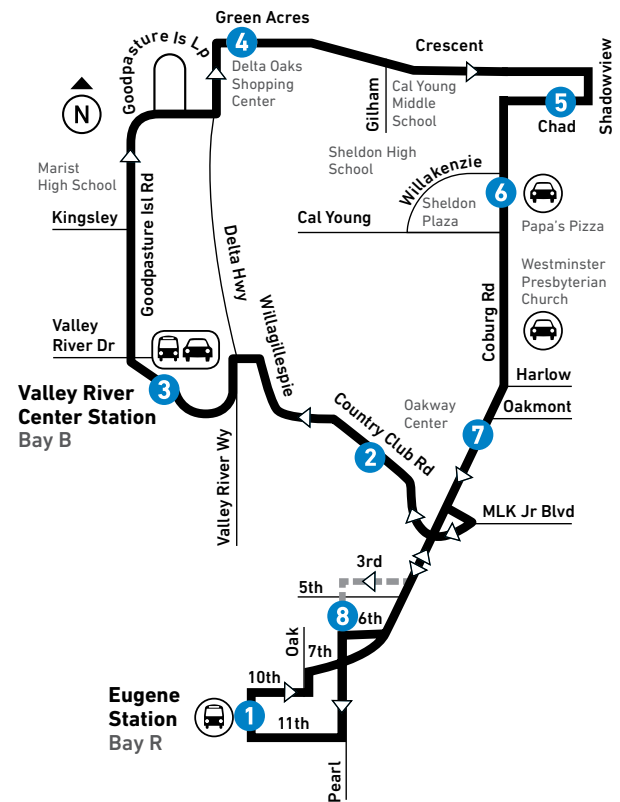 Green Acres
Goodpasture Is Lp
4
Crescent
Delta Oaks
Shopping
Center
Shadowview
N
Gilham
Cal Young
Middle
School
5
Chad
Sheldon High
School
Marist
High School
Willakenzie
6
Sheldon
Plaza
Kingsley
Goodpasture Isl Rd
Cal Young
Papa's Pizza
Delta Hwy
Westminster
Presbyterian
Church
Willagillespie
Coburg Rd
Valley
River Dr
Harlow
Valley River
Center Station
Bay B
3
Oakway
Center
Oakmont
Country Club Rd
7
2
Valley River Wy
MLK Jr Blvd
3rd
5th
8
6th
Oak
7th
10th
Eugene
Station
Bay R
1
11th
Pearl